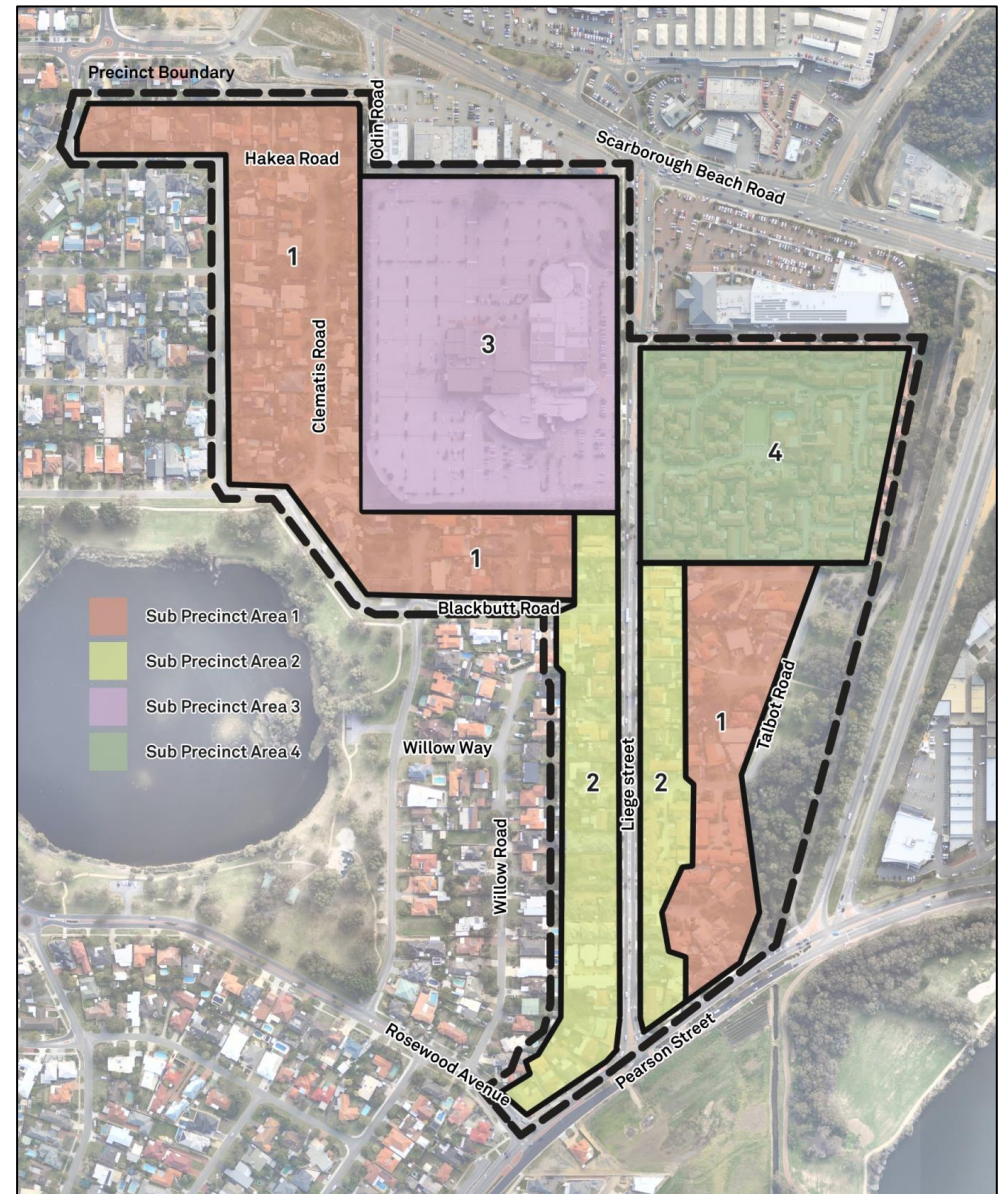 Precinct Boundary
Odin Road
Hakea Road
Scarborough Beach Road
1
Clematis Road
3
4
1
Blackbutt Road
Sub Precinct Area 1
Sub Precinct Area 2
Sub Precinct Area 3
Sub Precinct Area 4
Talbot Road
1
Willow Way
2
Liege street
2
Willow Road
Rosewood Avenue
Pearson Street